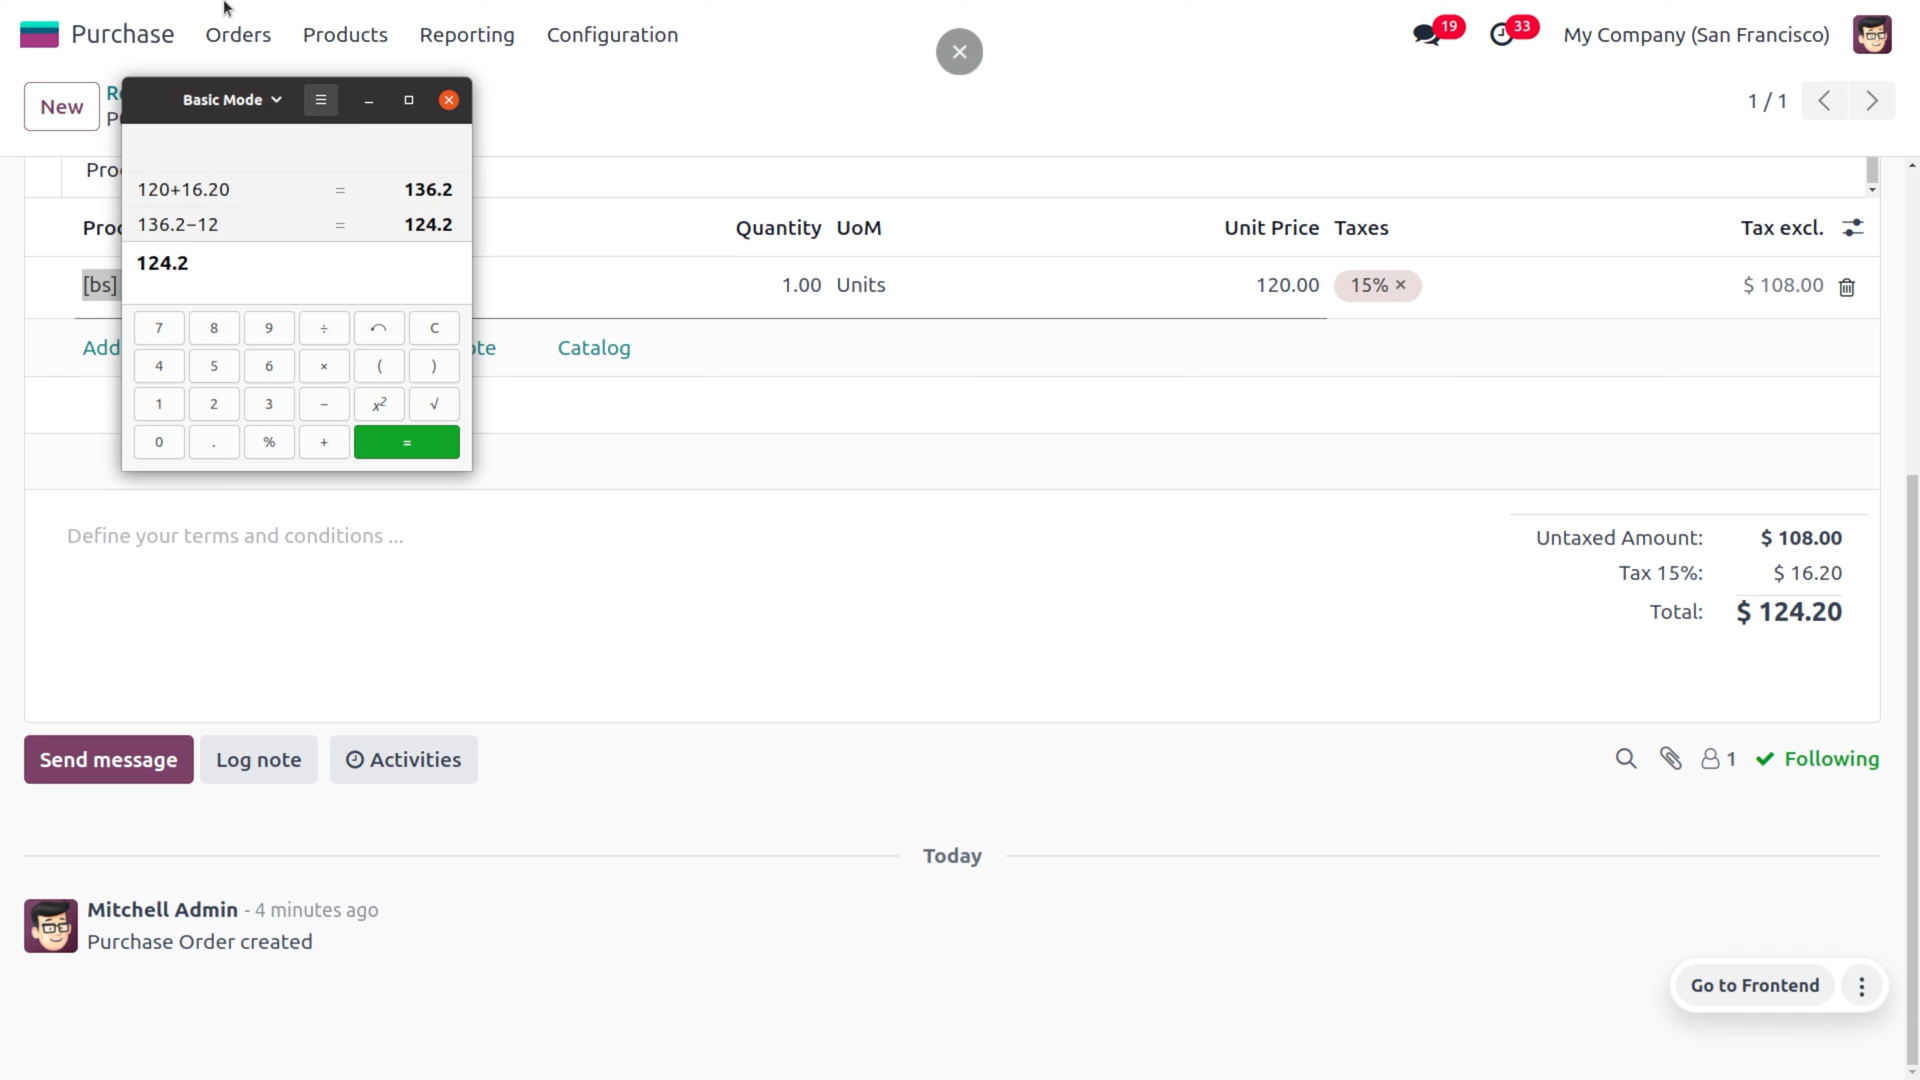 Purchase Orders Products Reporting Configuration 19 33 My Company (San Francisco)
New 1 / 1
Basic Mode
120+16.20 = 136.2
136.2−12 = 124.2
124.2
7 8 9 ÷ C
4 5 6 × ( )
1 2 3 − x² √
0 . % + =
Quantity UoM Unit Price Taxes Tax excl.
[bs] 1.00 Units 120.00 15% × $ 108.00
Add Catalog
Define your terms and conditions ...
Untaxed Amount: $ 108.00
Tax 15%: $ 16.20
Total: $ 124.20
Send message Log note Activities 1 Following
Today
Mitchell Admin - 4 minutes ago
Purchase Order created
Go to Frontend